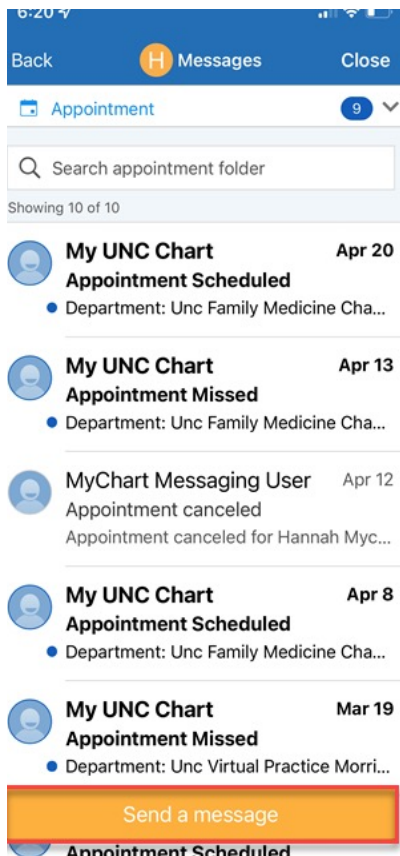 6:20
Back H Messages Close
Appointment 9
Search appointment folder
Showing 10 of 10
My UNC Chart Apr 20
Appointment Scheduled
Department: Unc Family Medicine Cha...
My UNC Chart Apr 13
Appointment Missed
Department: Unc Family Medicine Cha...
MyChart Messaging User Apr 12
Appointment canceled
Appointment canceled for Hannah Myc...
My UNC Chart Apr 8
Appointment Scheduled
Department: Unc Family Medicine Cha...
My UNC Chart Mar 19
Appointment Missed
Department: Unc Virtual Practice Morri...
Send a message
Appointment Scheduled